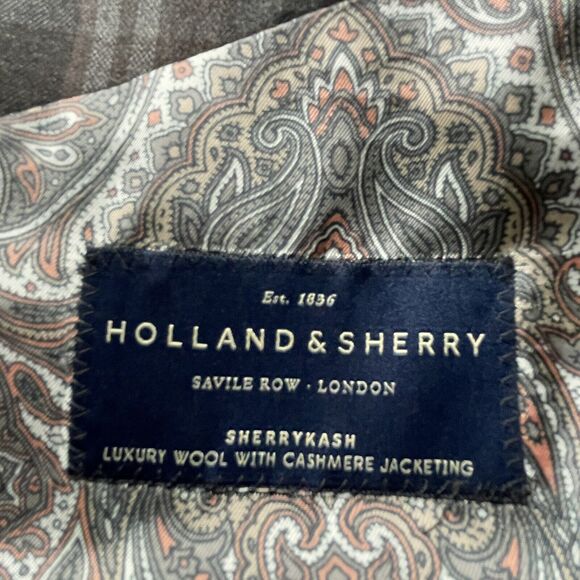 Est. 1836
HOLLAND & SHERRY
SAVILE ROW · LONDON
SHERRYKASH
LUXURY WOOL WITH CASHMERE JACKETING